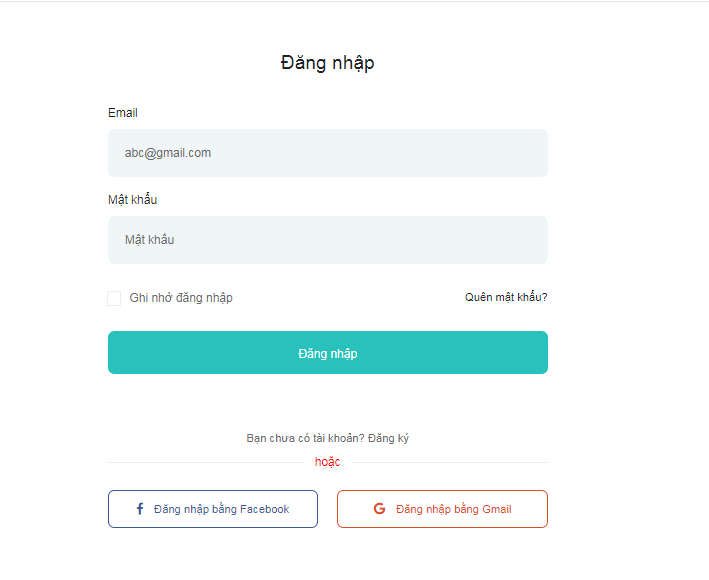 Đăng nhập
Email
abc@gmail.com
Mật khẩu
Mật khẩu
Ghi nhớ đăng nhập
Quên mật khẩu?
Đăng nhập
Bạn chưa có tài khoản? Đăng ký
hoặc
Đăng nhập bằng Facebook
Đăng nhập bằng Gmail